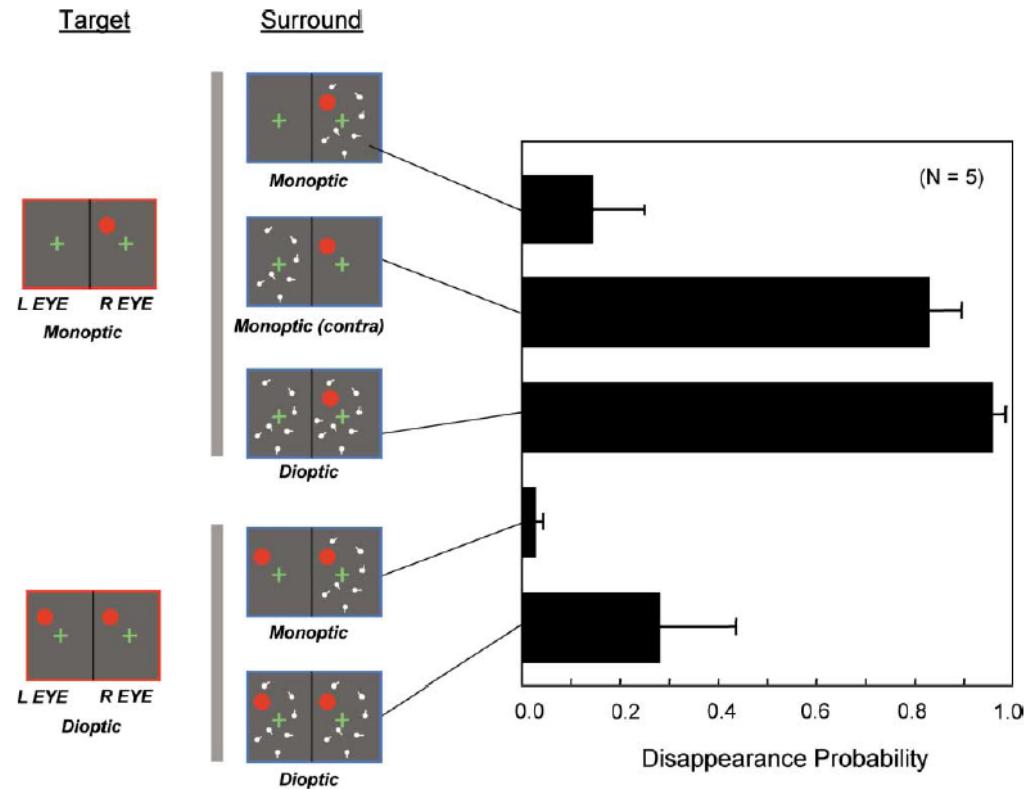 Target
Surround
Monoptic
(N = 5)
L EYE R EYE
Monoptic
Monoptic (contra)
Dioptic
Monoptic
L EYE R EYE
Dioptic
Dioptic
0.0 0.2 0.4 0.6 0.8 1.0
Disappearance Probability